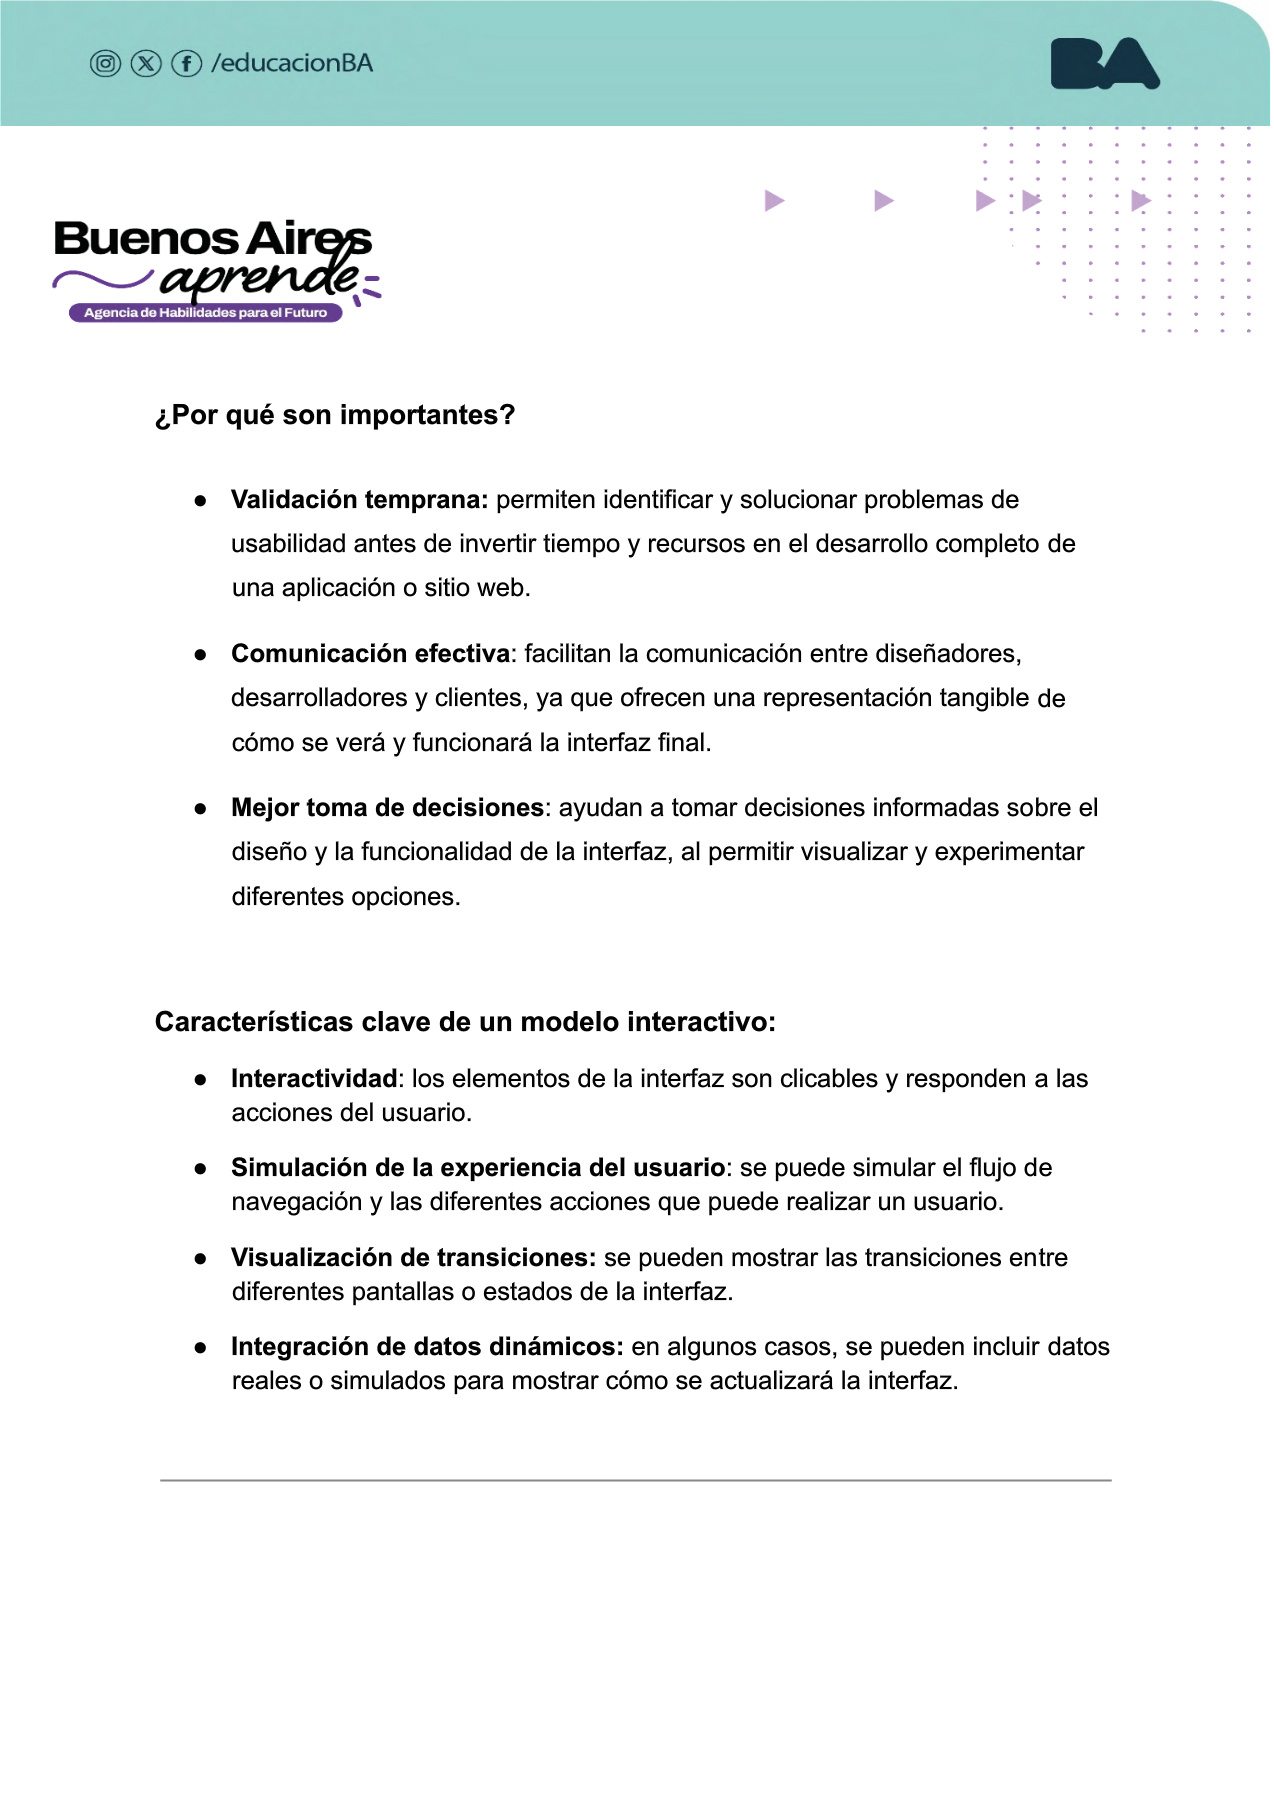 /educacionBA
BA
Buenos Aires
aprende
Agencia de Habilidades para el Futuro
¿Por qué son importantes?
● Validación temprana: permiten identificar y solucionar problemas de
usabilidad antes de invertir tiempo y recursos en el desarrollo completo de
una aplicación o sitio web.
● Comunicación efectiva: facilitan la comunicación entre diseñadores,
desarrolladores y clientes, ya que ofrecen una representación tangible de
cómo se verá y funcionará la interfaz final.
● Mejor toma de decisiones: ayudan a tomar decisiones informadas sobre el
diseño y la funcionalidad de la interfaz, al permitir visualizar y experimentar
diferentes opciones.
Características clave de un modelo interactivo:
● Interactividad: los elementos de la interfaz son clicables y responden a las
acciones del usuario.
● Simulación de la experiencia del usuario: se puede simular el flujo de
navegación y las diferentes acciones que puede realizar un usuario.
● Visualización de transiciones: se pueden mostrar las transiciones entre
diferentes pantallas o estados de la interfaz.
● Integración de datos dinámicos: en algunos casos, se pueden incluir datos
reales o simulados para mostrar cómo se actualizará la interfaz.